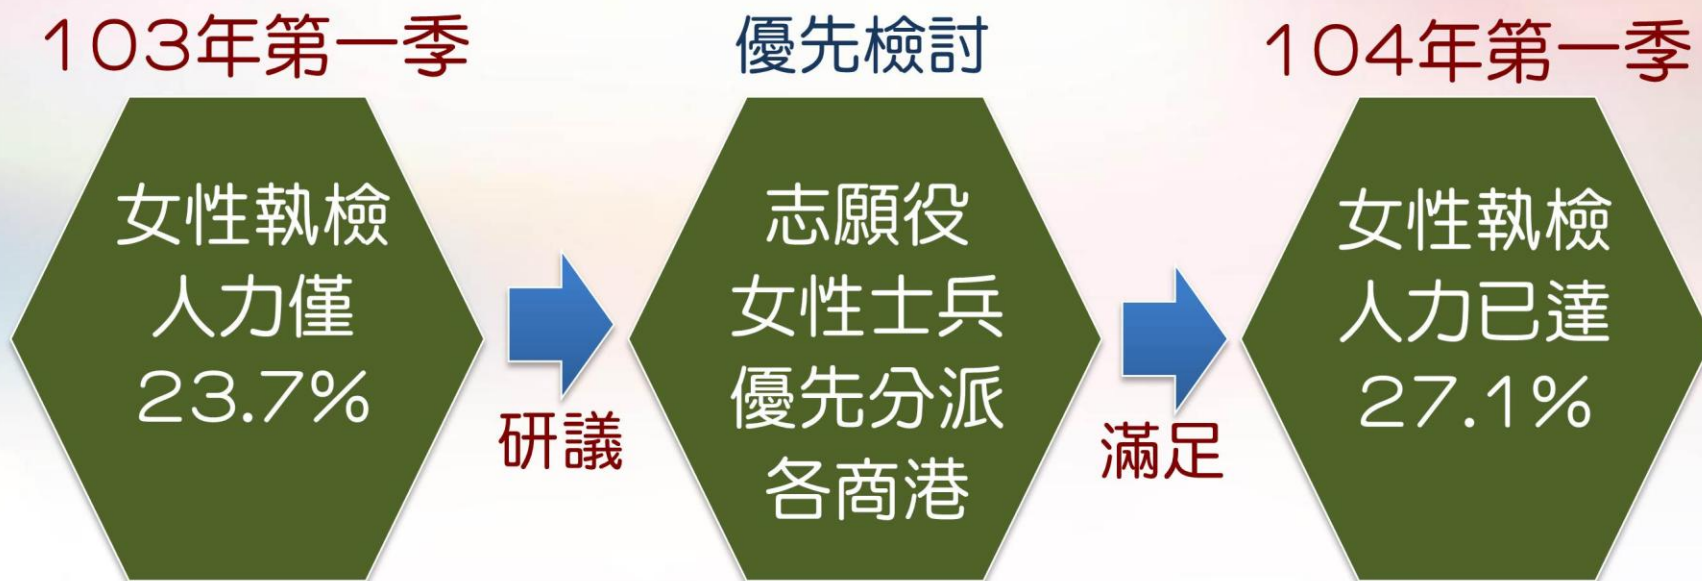 103年第一季
女性執檢
人力僅
23.7%
研議
優先檢討
志願役
女性士兵
優先分派
各商港
滿足
104年第一季
女性執檢
人力已達
27.1%